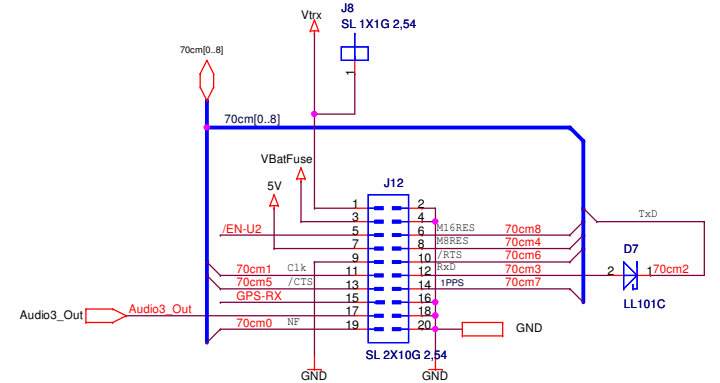 J8
Vtrx
SL 1X1G 2,54
70cm[0..8]
1
70cm[0..8]
VBatFuse
J12
5V
1
2
TxD
3
4
/EN-U2
5
6
M16RES
70cm8
7
8
M8RES
70cm4
9
10
/RTS
70cm6
D7
70cm1
Clk
11
12
RxD
70cm3
2
1
70cm2
70cm5
/CTS
13
14
1PPS
70cm7
GPS-RX
15
16
LL101C
Audio3_Out
Audio3_Out
17
18
70cm0
NF
19
20
GND
SL 2X10G 2,54
GND
GND